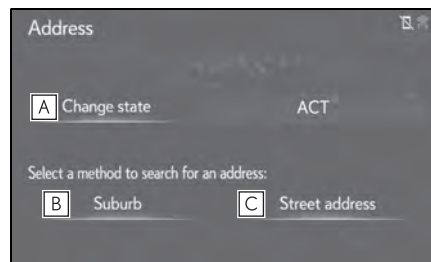 Address
A Change state ACT
Select a method to search for an address:
B Suburb C Street address